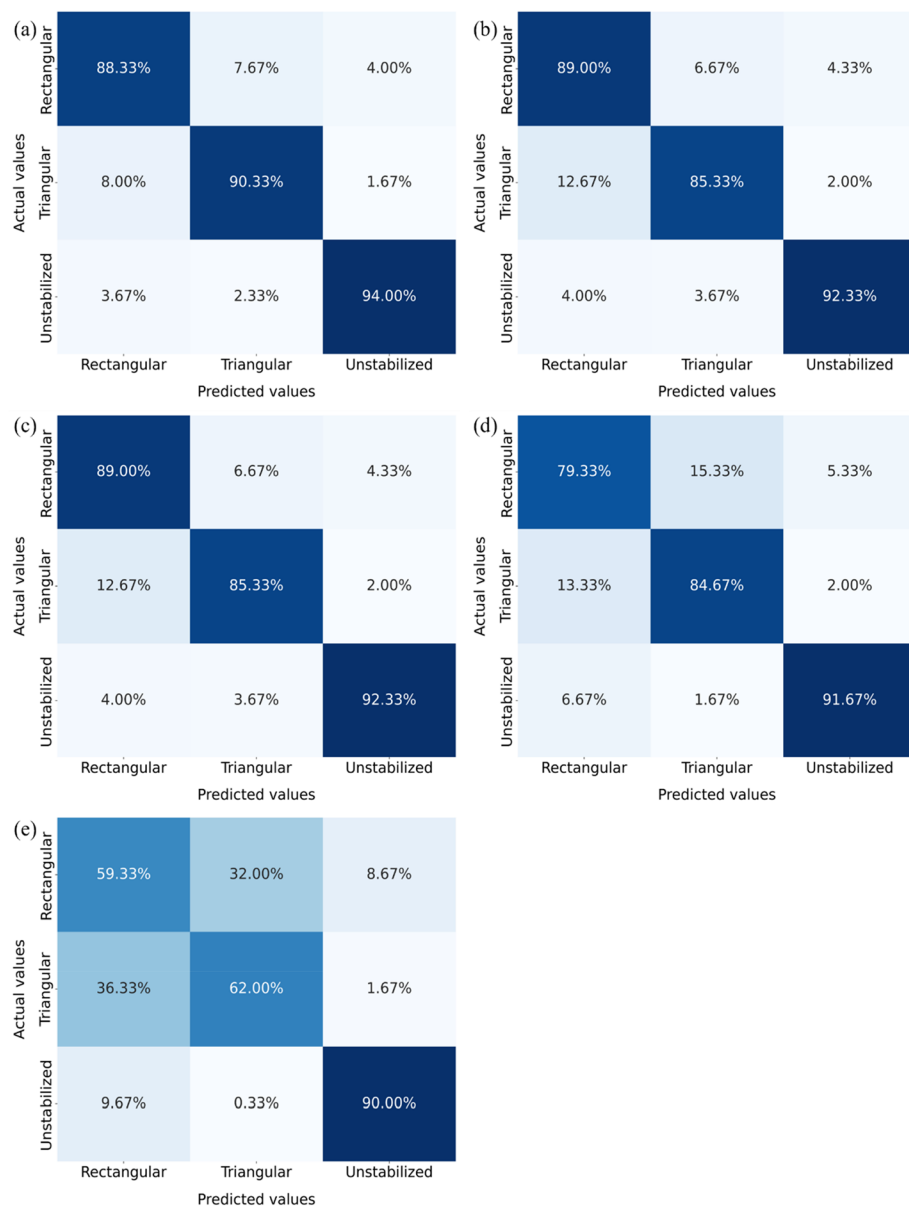 (a)
Actual values
Rectangular
Triangular
Unstabilized
88.33% 7.67% 4.00%
8.00% 90.33% 1.67%
3.67% 2.33% 94.00%
Rectangular Triangular Unstabilized
Predicted values
(b)
Actual values
Rectangular
Triangular
Unstabilized
89.00% 6.67% 4.33%
12.67% 85.33% 2.00%
4.00% 3.67% 92.33%
Rectangular Triangular Unstabilized
Predicted values
(c)
Actual values
Rectangular
Triangular
Unstabilized
89.00% 6.67% 4.33%
12.67% 85.33% 2.00%
4.00% 3.67% 92.33%
Rectangular Triangular Unstabilized
Predicted values
(d)
Actual values
Rectangular
Triangular
Unstabilized
79.33% 15.33% 5.33%
13.33% 84.67% 2.00%
6.67% 1.67% 91.67%
Rectangular Triangular Unstabilized
Predicted values
(e)
Actual values
Rectangular
Triangular
Unstabilized
59.33% 32.00% 8.67%
36.33% 62.00% 1.67%
9.67% 0.33% 90.00%
Rectangular Triangular Unstabilized
Predicted values